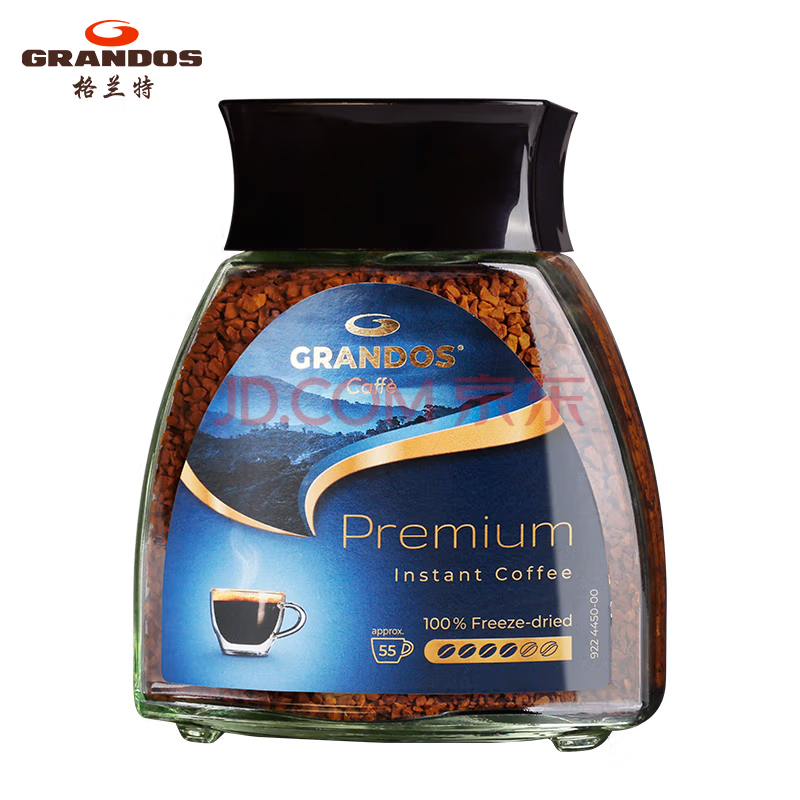 GRANDOS
格兰特
GRANDOS®
Caffè
JD.COM 京东
Premium
Instant Coffee
100% Freeze-dried
approx.
55
922 4450-00